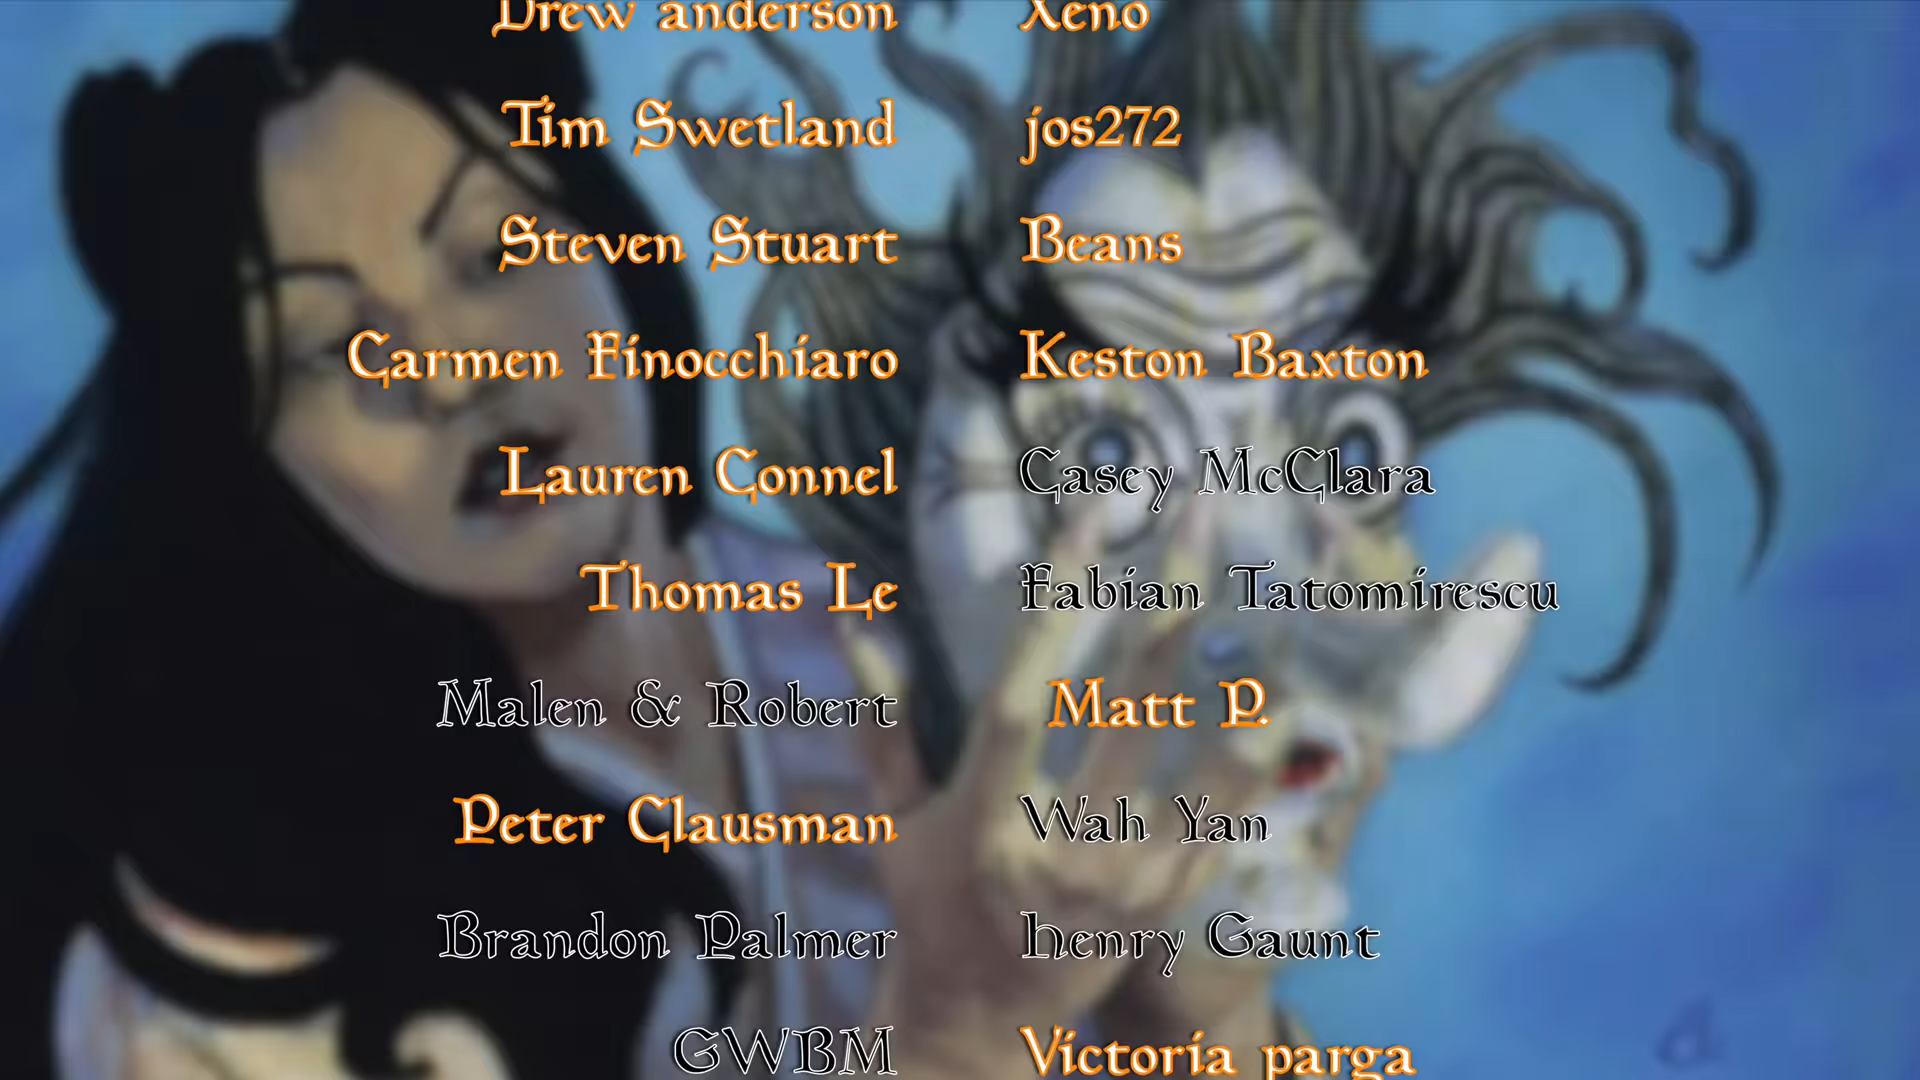 Drew anderson Xeno
Tim Swetland jos272
Steven Stuart Beans
Carmen Finocchiaro Keston Baxton
Lauren Connel Casey McClara
Thomas Le Fabian Tatomirescu
Malen & Robert Matt P.
Peter Clausman Wah Yan
Brandon Palmer Henry Gaunt
GWBM Victoria parga